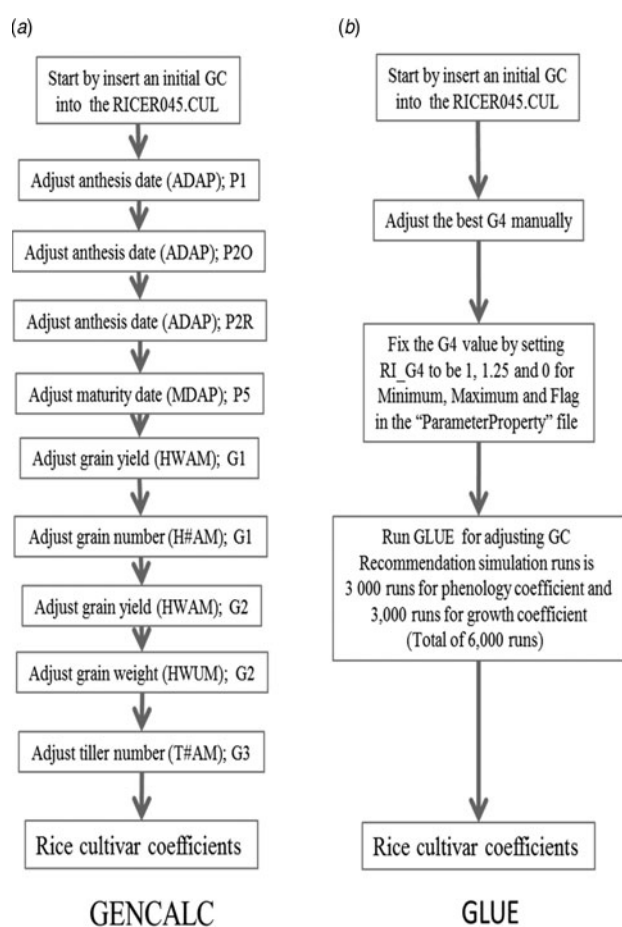 (a)
Start by insert an initial GC
into the RICER045.CUL
Adjust anthesis date (ADAP); P1
Adjust anthesis date (ADAP); P2O
Adjust anthesis date (ADAP); P2R
Adjust maturity date (MDAP); P5
Adjust grain yield (HWAM); G1
Adjust grain number (H#AM); G1
Adjust grain yield (HWAM); G2
Adjust grain weight (HWUM); G2
Adjust tiller number (T#AM); G3
Rice cultivar coefficients
GENCALC
(b)
Start by insert an initial GC
into the RICER045.CUL
Adjust the best G4 manually
Fix the G4 value by setting
RI_G4 to be 1, 1.25 and 0 for
Minimum, Maximum and Flag
in the “ParameterProperty” file
Run GLUE for adjusting GC
Recommendation simulation runs is
3 000 runs for phenology coefficient and
3,000 runs for growth coefficient
(Total of 6,000 runs)
Rice cultivar coefficients
GLUE